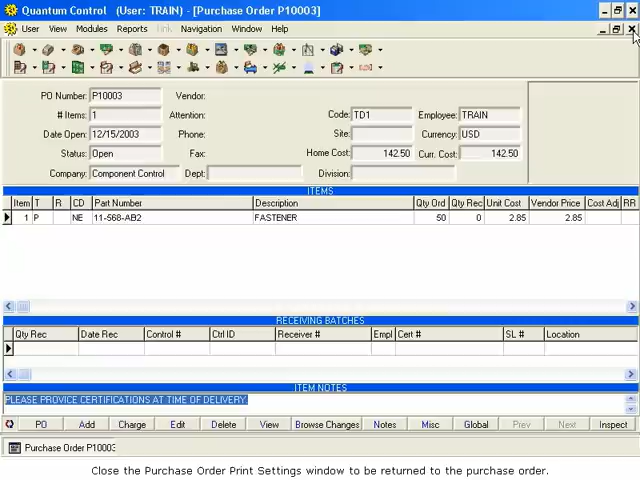 Quantum Control (User: TRAIN) - [Purchase Order P10003]
User View Modules Reports Link Navigation Window Help
PO Number: P10003 Vendor:
# Items: 1 Attention: Code: TD1 Employee: TRAIN
Date Open: 12/15/2003 Phone: Site: Currency: USD
Status: Open Fax: Home Cost: 142.50 Curr. Cost: 142.50
Company: Component Control Dept: Division:
ITEMS
Item T R CD Part Number Description Qty Ord Qty Rec Unit Cost Vendor Price Cost Adj RR
1 P NE 11-568-AB2 FASTENER 50 0 2.85 2.85
RECEIVING BATCHES
Qty Rec Date Rec Control # Ctrl ID Receiver # Empl Cert # SL # Location
ITEM NOTES
PLEASE PROVICE CERTIFICATIONS AT TIME OF DELIVERY
PO Add Charge Edit Delete View Browse Changes Notes Misc Global Prev Next Inspect
Purchase Order P10003
Close the Purchase Order Print Settings window to be returned to the purchase order.